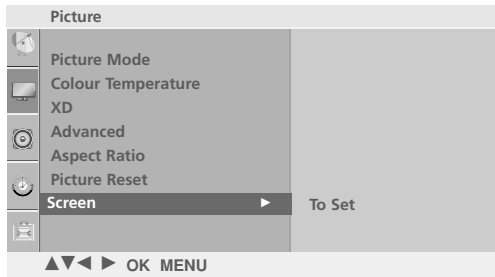 Picture
Picture Mode
Colour Temperature
XD
Advanced
Aspect Ratio
Picture Reset
Screen ► To Set
▲▼◄ ► OK MENU